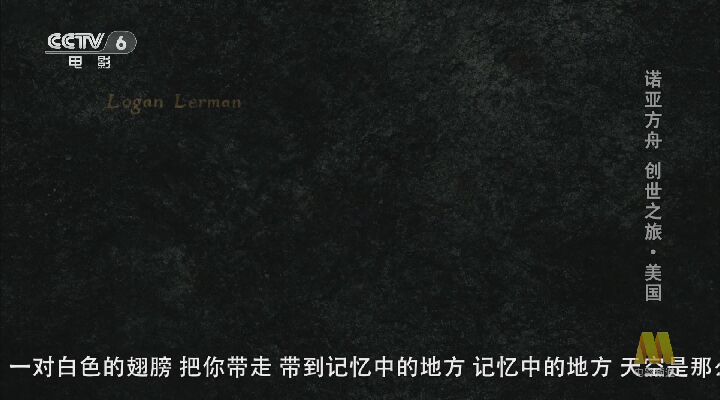 CCTV 6
电影
Logan Lerman
诺亚方舟 创世之旅·美国
一对白色的翅膀 把你带走 带到记忆中的地方 记忆中的地方 天空是那么